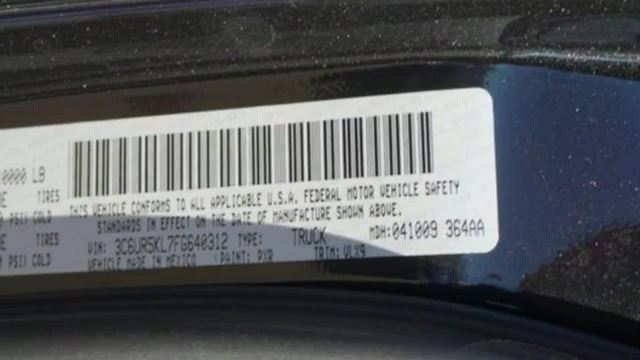 0000 LB
TIRES
PSI) COLD
TIRES
PSI) COLD
THIS VEHICLE CONFORMS TO ALL APPLICABLE U.S.A. FEDERAL MOTOR VEHICLE SAFETY
STANDARDS IN EFFECT ON THE DATE OF MANUFACTURE SHOWN ABOVE.
VIN: 3C6UR5KL7FG640312 TYPE: TRUCK MDH:041009 364AA
VEHICLE MADE IN MEXICO PAINT: PXR TRIM: VLX9